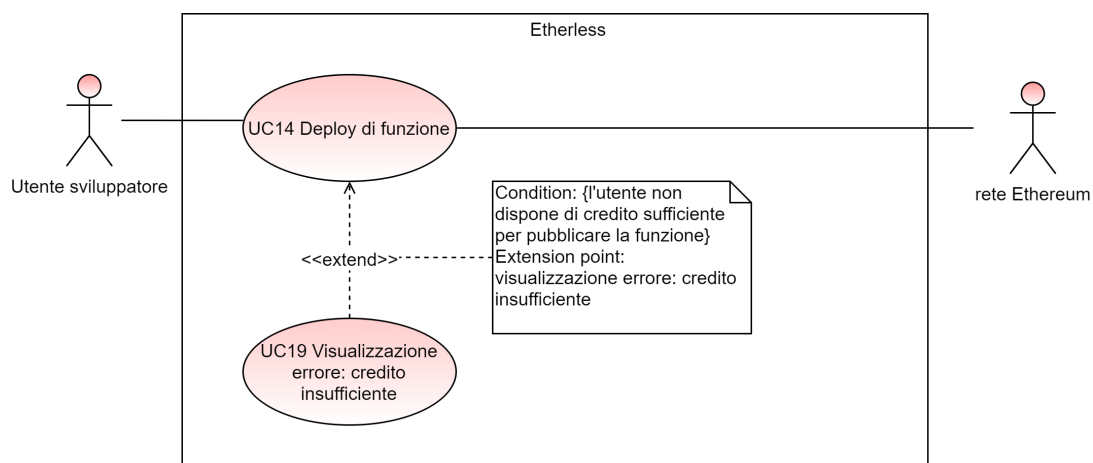 Etherless
UC14 Deploy di funzione
Utente sviluppatore
rete Ethereum
Condition: {l'utente non
dispone di credito sufficiente
per pubblicare la funzione}
Extension point:
visualizzazione errore: credito
insufficiente
<<extend>>
UC19 Visualizzazione
errore: credito
insufficiente